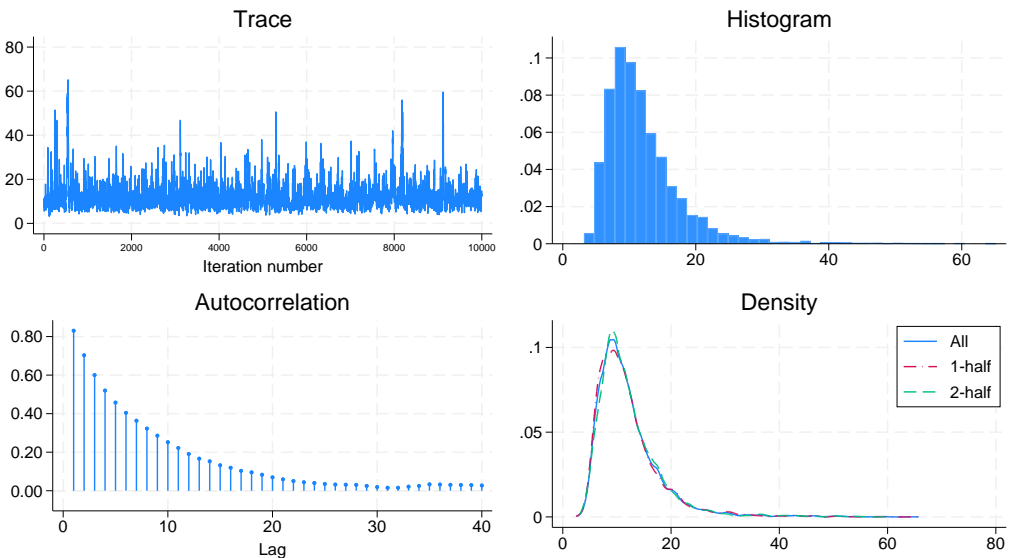 Trace
80
60
40
20
0
0 2000 4000 6000 8000 10000
Iteration number
Histogram
.1
.08
.06
.04
.02
0
0 20 40 60
Autocorrelation
0.80
0.60
0.40
0.20
0.00
0 10 20 30 40
Lag
Density
.1
.05
0
0 20 40 60 80
All
1-half
2-half